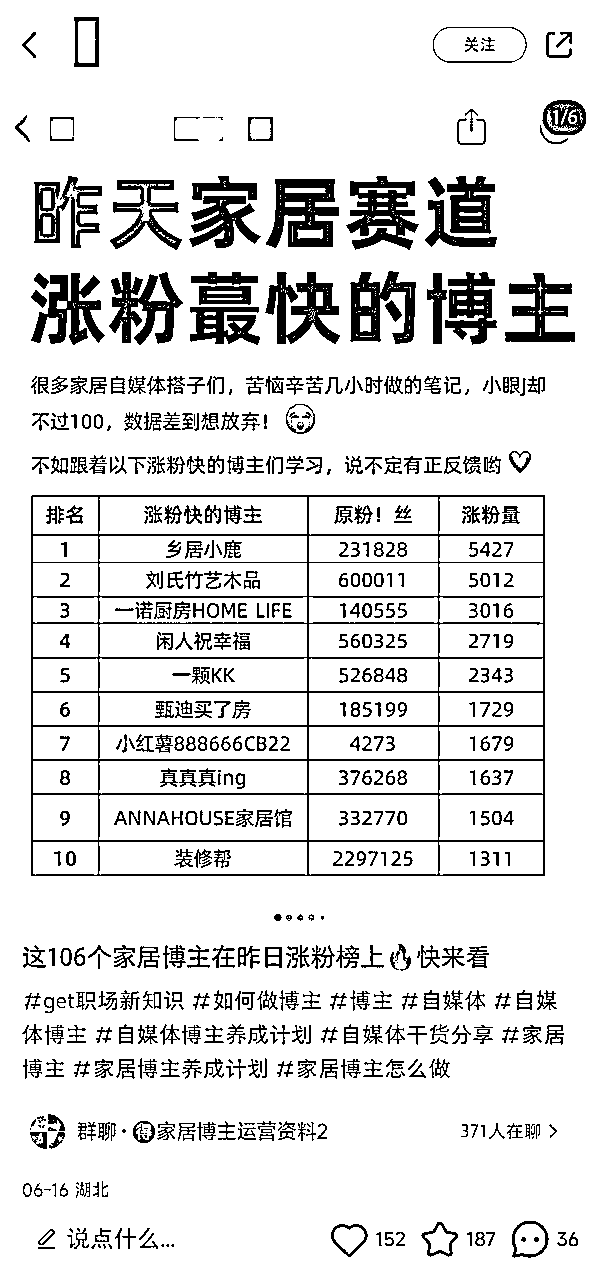 关注
1/6
昨天家居赛道
涨粉蕞快的博主
很多家居自媒体搭子们，苦恼辛苦几小时做的笔记，小眼J却
不过100，数据差到想放弃！
不如跟着以下涨粉快的博主们学习，说不定有正反馈哟
排名 涨粉快的博主 原粉！丝 涨粉量
1 乡居小鹿 231828 5427
2 刘氏竹艺木品 600011 5012
3 一诺厨房HOME LIFE 140555 3016
4 闲人祝幸福 560325 2719
5 一颗KK 526848 2343
6 甄迪买了房 185199 1729
7 小红薯888666CB22 4273 1679
8 真真真ing 376268 1637
9 ANNAHOUSE家居馆 332770 1504
10 装修帮 2297125 1311
这106个家居博主在昨日涨粉榜上🔥快来看
#get职场新知识 #如何做博主 #博主 #自媒体 #自媒
体博主 #自媒体博主养成计划 #自媒体干货分享 #家居
博主 #家居博主养成计划 #家居博主怎么做
群聊·得家居博主运营资料2 371人在聊
06-16 湖北
说点什么... 152 187 36